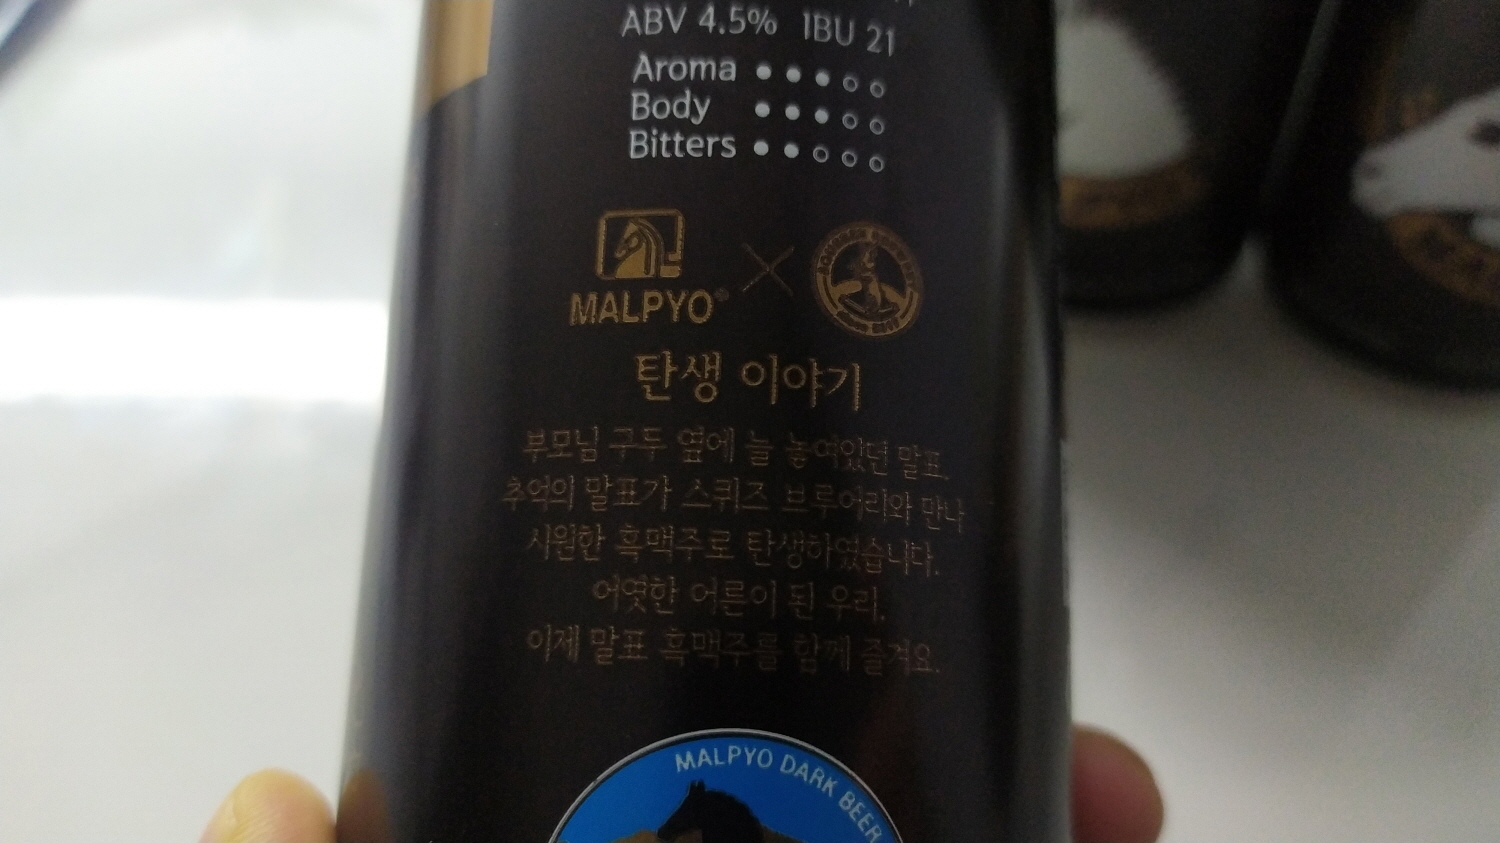 ABV 4.5% IBU 21
Aroma
Body
Bitters
MALPYO®
탄생 이야기
부모님 구두 옆에 늘 놓여있던 말표.
추억의 말표가 스퀴즈 브루어리와 만나
시원한 흑맥주로 탄생하였습니다.
어엿한 어른이 된 우리.
이제 말표 흑맥주를 함께 즐겨요.
MALPYO DARK BEER